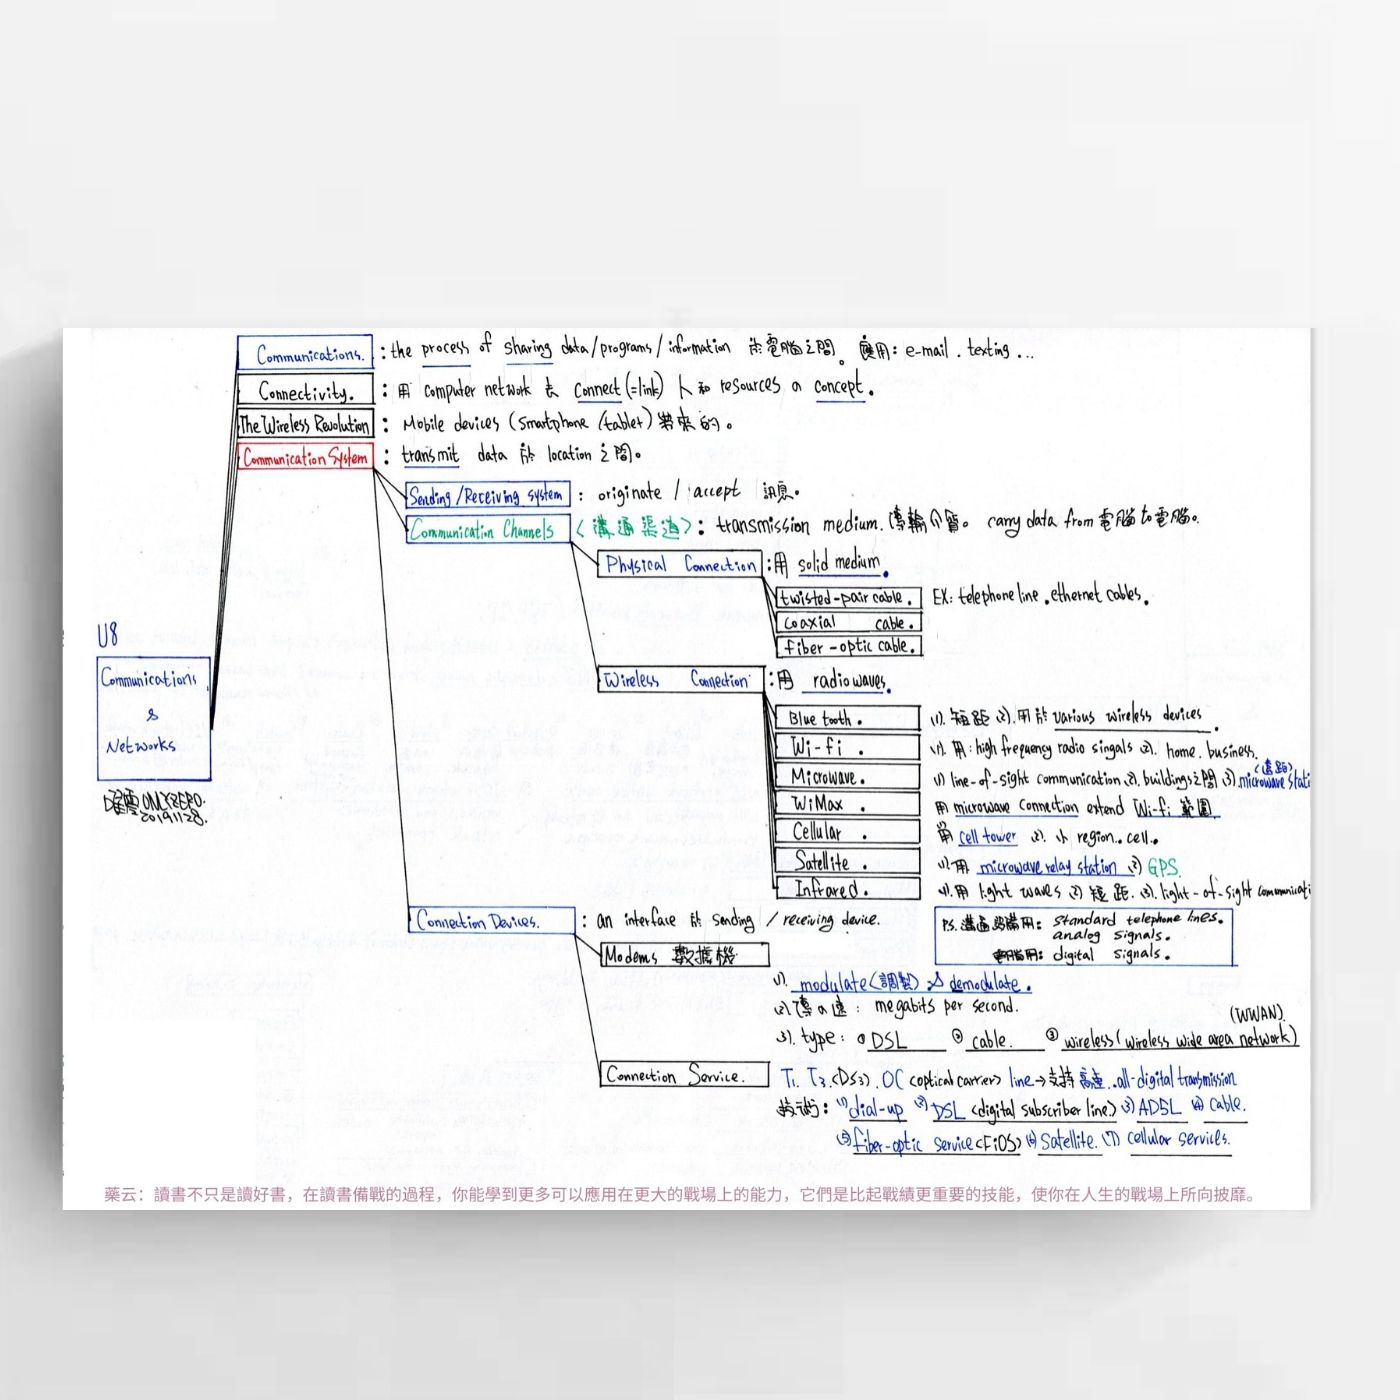 Communications. : the process of sharing data/programs/information 於電腦之間。 應用: e-mail . texting ...
Connectivity. : 用 computer network 去 Connect (=link) 人和 resources a concept.
The Wireless Revolution : Mobile devices (smartphone /tablet) 帶來的。
Communication System : transmit data 於 location 之間。
Sending /Receiving system : originate / accept 訊息。
Communication Channels <溝通渠道> : transmission medium. 傳輸介質。 carry data from 電腦 to 電腦。
Physical Connection : 用 solid medium.
twisted-pair cable. EX: telephone line . ethernet cables.
coaxial cable.
fiber-optic cable.
U8
Communications
&
Networks
ONLYZERO.
20191128.
Wireless Connection : 用 radio waves.
Blue tooth. (1). 短距 (2). 用於 various wireless devices.
Wi-fi . (1). 用: high frequency radio singals (2). home. business.
(遠距)
Microwave. (1) line-of-sight communication (2). buildings之間 (3) microwave stati
WiMax . 用 microwave connection extend Wi-fi 範圍.
Cellular . 用 cell tower (2). 小 region. cell.
Satellite . (1). 用 microwave relay station (2) GPS.
Infrared. (1). 用 light waves (2) 短距. (3). light-of-sight communicati
Connection Devices. : an interface 於 sending / receiving device.
P.S. 溝通設備用: standard telephone lines.
analog signals.
電腦用: digital signals.
Modems 數據機
(1). modulate<調製> & demodulate.
(2) 傳の速: megabits per second.
(WWAN).
(3). type: ① DSL ② cable. ③ wireless (wireless wide area network)
Connection Service. T1. T3.<DS3). OC <optical carrier> line→支持高速..all-digital transmission
技術: (1) dial-up (2) DSL <digital subscriber line> (3) ADSL (4) cable.
(5) fiber-optic service<FiOS> (6) Satellite. (7) cellular services.
藥云：讀書不只是讀好書，在讀書備戰的過程，你能學到更多可以應用在更大的戰場上的能力，它們是比起戰績更重要的技能，使你在人生的戰場上所向披靡。